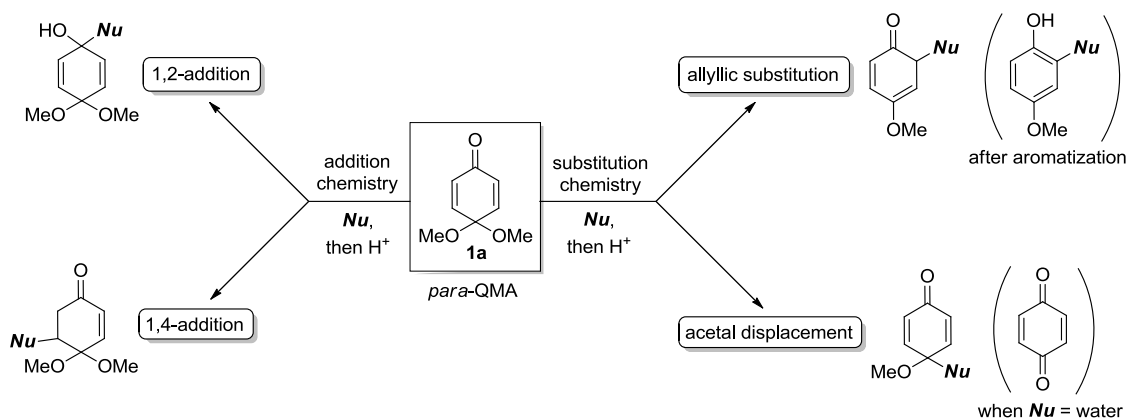 HO
Nu
MeO OMe
1,2-addition
O
Nu
MeO OMe
1,4-addition
addition
chemistry
Nu,
then H+
O
MeO OMe
1a
para-QMA
substitution
chemistry
Nu,
then H+
allyllic substitution
O
Nu
OMe
OH
Nu
OMe
after aromatization
acetal displacement
O
MeO Nu
O
O
when Nu = water